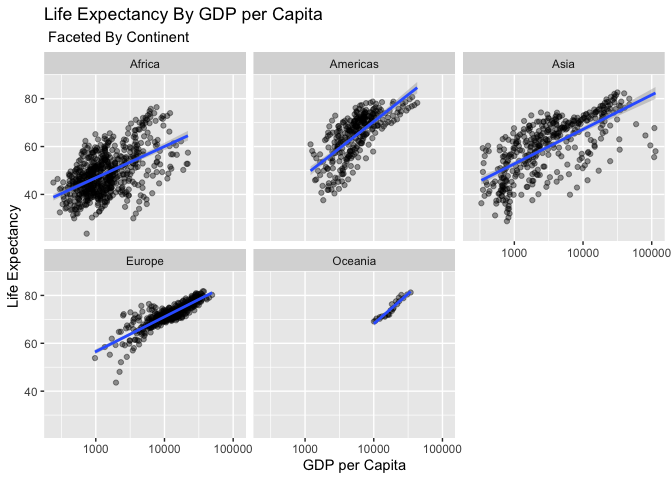 Life Expectancy By GDP per Capita
Faceted By Continent
Africa
Americas
Asia
80
60
40
1000
10000
100000
Europe
Oceania
80
60
40
1000
10000
100000
1000
10000
100000
Life Expectancy
GDP per Capita